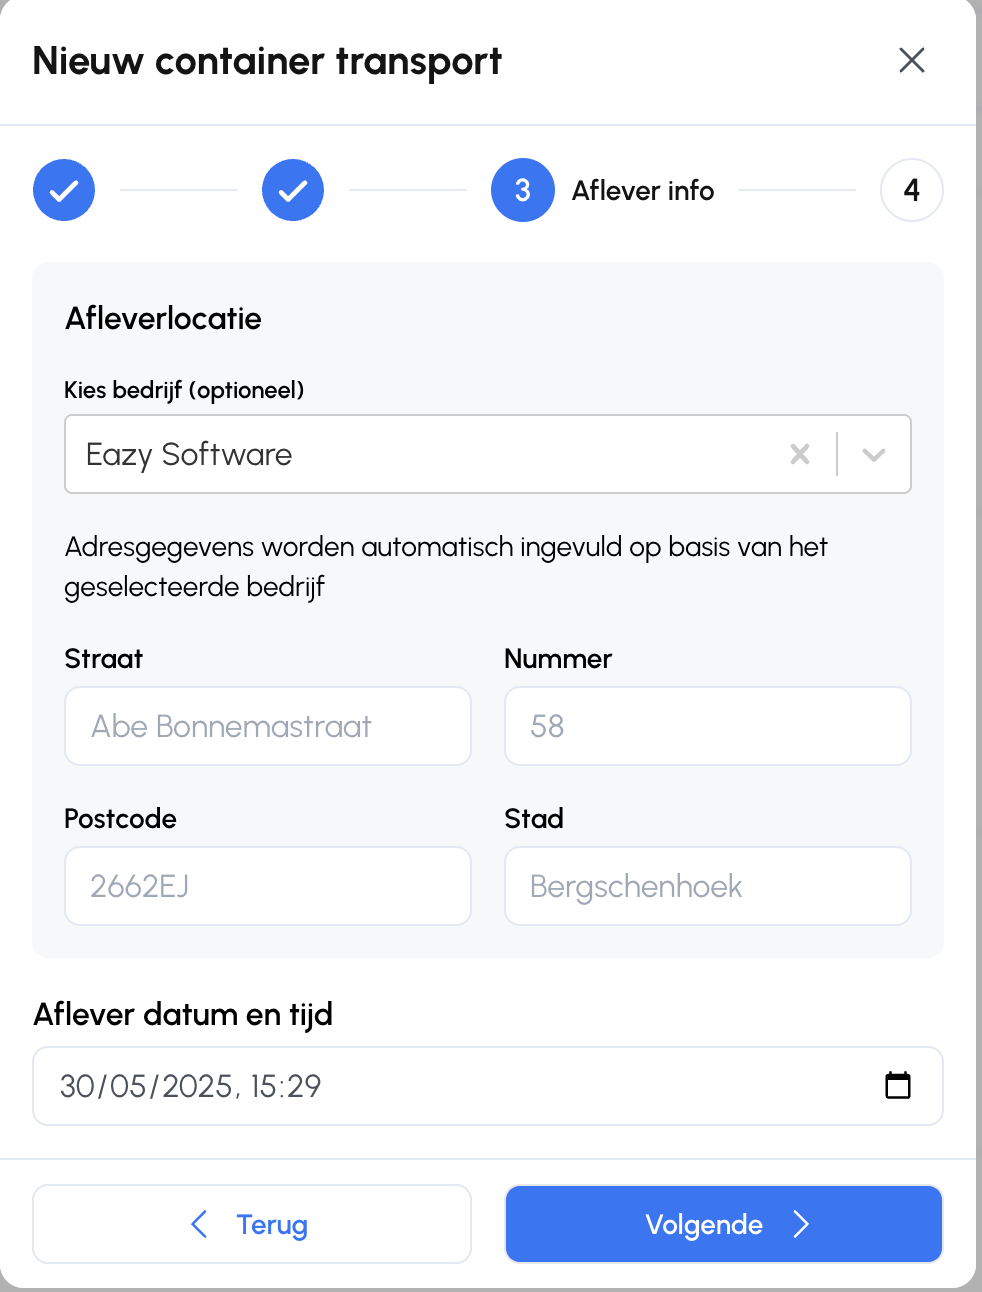 Nieuw container transport
3 Aflever info 4
Afleverlocatie
Kies bedrijf (optioneel)
Eazy Software
Adresgegevens worden automatisch ingevuld op basis van het
geselecteerde bedrijf
Straat Nummer
Abe Bonnemastraat 58
Postcode Stad
2662EJ Bergschenhoek
Aflever datum en tijd
30/05/2025, 15:29
Terug Volgende